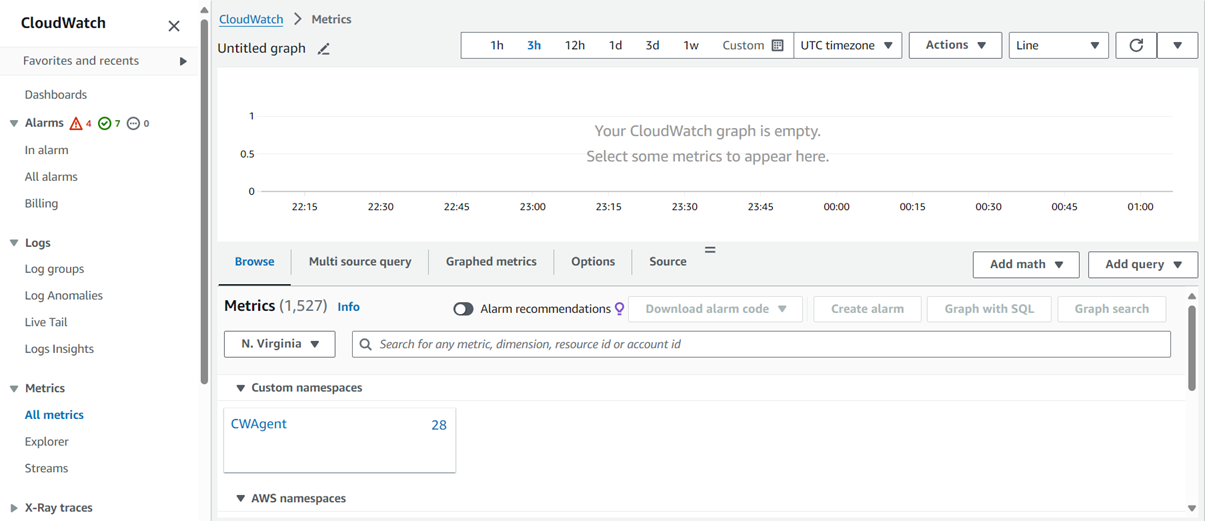 CloudWatch
Favorites and recents
Dashboards
Alarms 4 7 0
In alarm
All alarms
Billing
Logs
Log groups
Log Anomalies
Live Tail
Logs Insights
Metrics
All metrics
Explorer
Streams
X-Ray traces
CloudWatch > Metrics
Untitled graph
1h 3h 12h 1d 3d 1w Custom UTC timezone Actions Line
1
0.5
0
Your CloudWatch graph is empty.
Select some metrics to appear here.
22:15 22:30 22:45 23:00 23:15 23:30 23:45 00:00 00:15 00:30 00:45 01:00
Browse Multi source query Graphed metrics Options Source Add math Add query
Metrics (1,527) Info Alarm recommendations Download alarm code Create alarm Graph with SQL Graph search
N. Virginia Search for any metric, dimension, resource id or account id
Custom namespaces
CWAgent 28
AWS namespaces